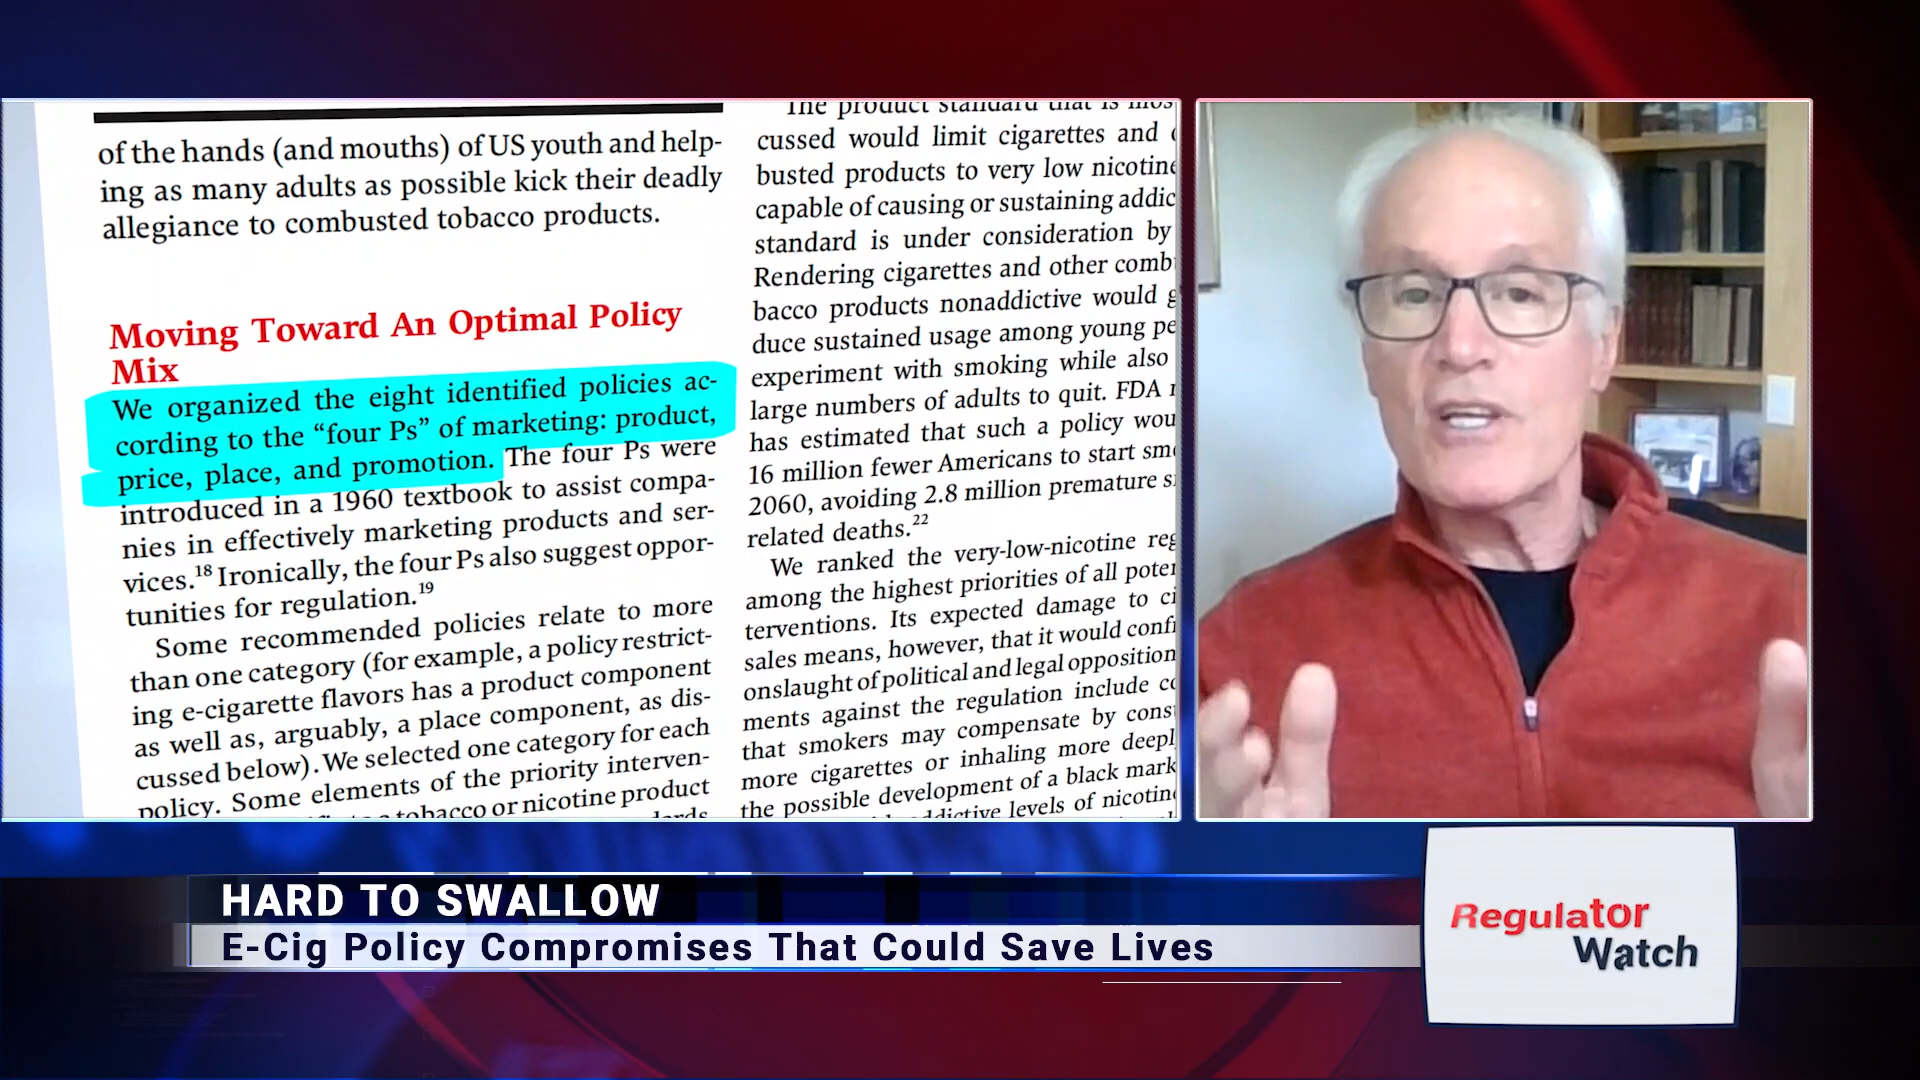 of the hands (and mouths) of US youth and help-
ing as many adults as possible kick their deadly
allegiance to combusted tobacco products.
Moving Toward An Optimal Policy
Mix
We organized the eight identified policies ac-
cording to the “four Ps” of marketing: product,
price, place, and promotion. The four Ps were
introduced in a 1960 textbook to assist compa-
nies in effectively marketing products and ser-
vices.18 Ironically, the four Ps also suggest oppor-
tunities for regulation.19
Some recommended policies relate to more
than one category (for example, a policy restrict-
ing e-cigarette flavors has a product component
as well as, arguably, a place component, as dis-
cussed below). We selected one category for each
policy. Some elements of the priority interven-
tobacco or nicotine product
The product standard that is
cussed would limit cigarettes and
busted products to very low nicotine
capable of causing or sustaining
standard is under consideration by
Rendering cigarettes and other
bacco products nonaddictive would
duce sustained usage among young
experiment with smoking while also
large numbers of adults to quit. FDA
has estimated that such a policy
16 million fewer Americans to start
2060, avoiding 2.8 million premature
related deaths.22
We ranked the very-low-nicotine
among the highest priorities of all
terventions. Its expected damage to
sales means, however, that it would
onslaught of political and legal opposition
ments against the regulation include
that smokers may compensate by
more cigarettes or inhaling more
the possible development of a black
levels of
HARD TO SWALLOW
E-Cig Policy Compromises That Could Save Lives
Regulator
Watch